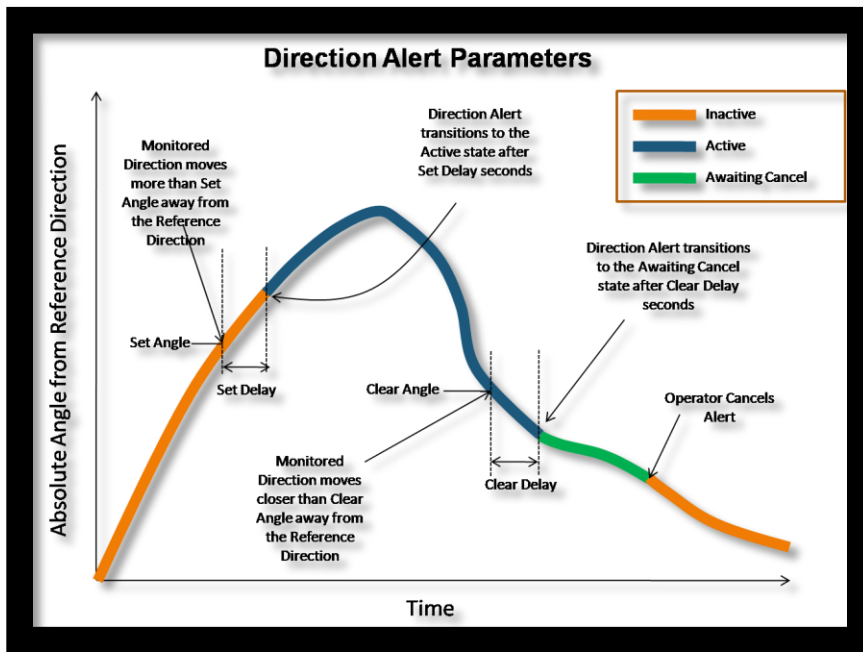 Direction Alert Parameters
Absolute Angle from Reference Direction
Monitored
Direction moves
more than Set
Angle away from
the Reference
Direction
Direction Alert
transitions to the
Active state after
Set Delay seconds
Inactive
Active
Awaiting Cancel
Direction Alert transitions
to the Awaiting Cancel
state after Clear Delay
seconds
Set Angle
Set Delay
Clear Angle
Operator Cancels
Alert
Monitored
Direction moves
closer than Clear
Angle away from
the Reference
Direction
Clear Delay
Time